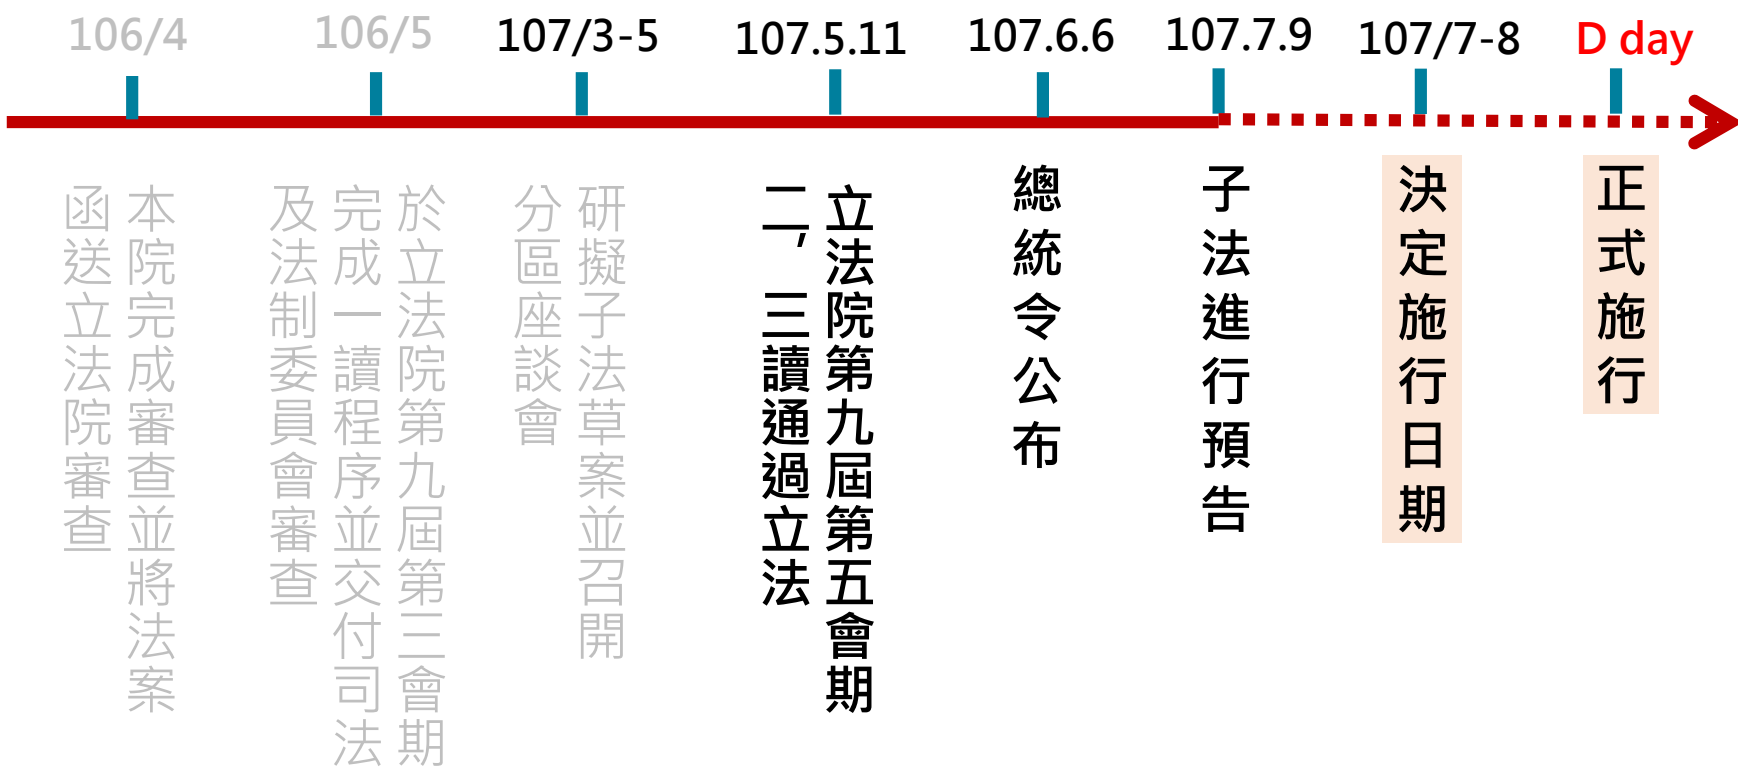 106/4
106/5
107/3-5
107.5.11
107.6.6
107.7.9
107/7-8
D day
本院完成審查並將法案
函送立法院審查
於立法院第九屆第三會期
完成一讀程序並交付司法
及法制委員會審查
研擬子法草案並召開
分區座談會
立法院第九屆第五會期
二，三讀通過立法
總統令公布
子法進行預告
決定施行日期
正式施行